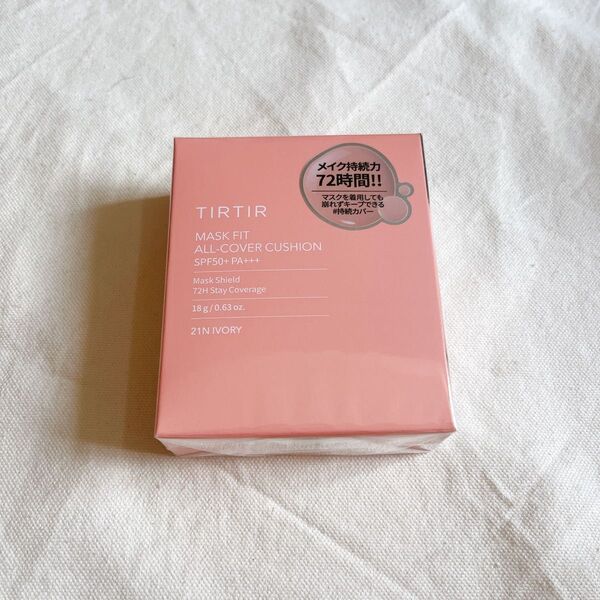 メイク持続力
72時間!!
マスクを着用しても
崩れずキープできる
#持続カバー
TIRTIR
MASK FIT
ALL-COVER CUSHION
SPF50+ PA+++
Mask Shield
72H Stay Coverage
18 g / 0.63 oz.
21N IVORY